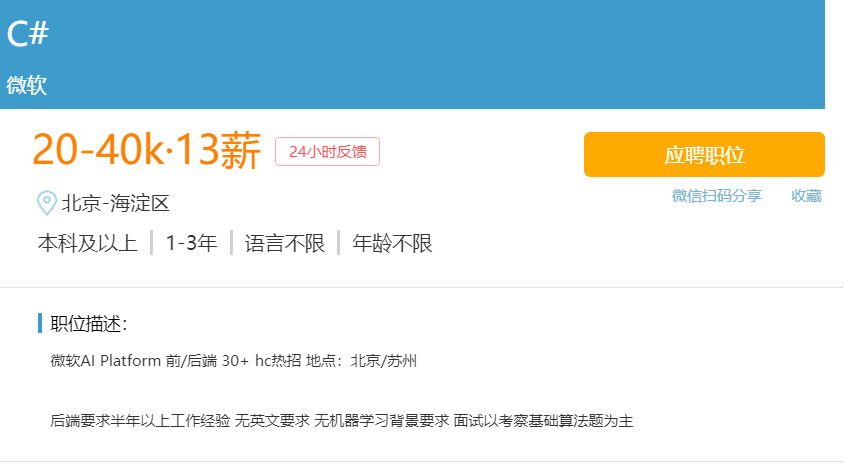 C#
微软
20-40k·13薪 24小时反馈 应聘职位
北京-海淀区 微信扫码分享 收藏
本科及以上 1-3年 语言不限 年龄不限
职位描述：
微软AI Platform 前/后端 30+ hc热招 地点：北京/苏州
后端要求半年以上工作经验 无英文要求 无机器学习背景要求 面试以考察基础算法题为主